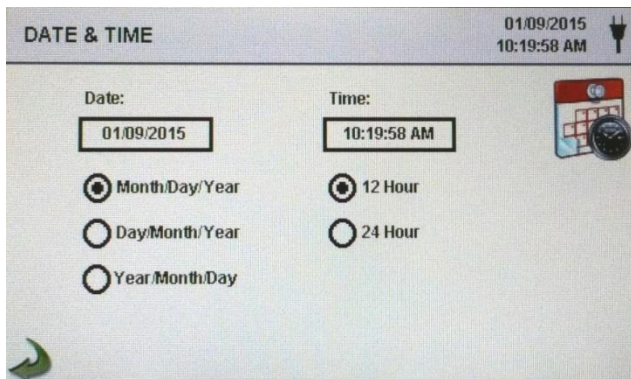 DATE & TIME
01/09/2015
10:19:58 AM
Date:
Time:
01/09/2015
10:19:58 AM
Month/Day/Year
12 Hour
Day/Month/Year
24 Hour
Year/Month/Day